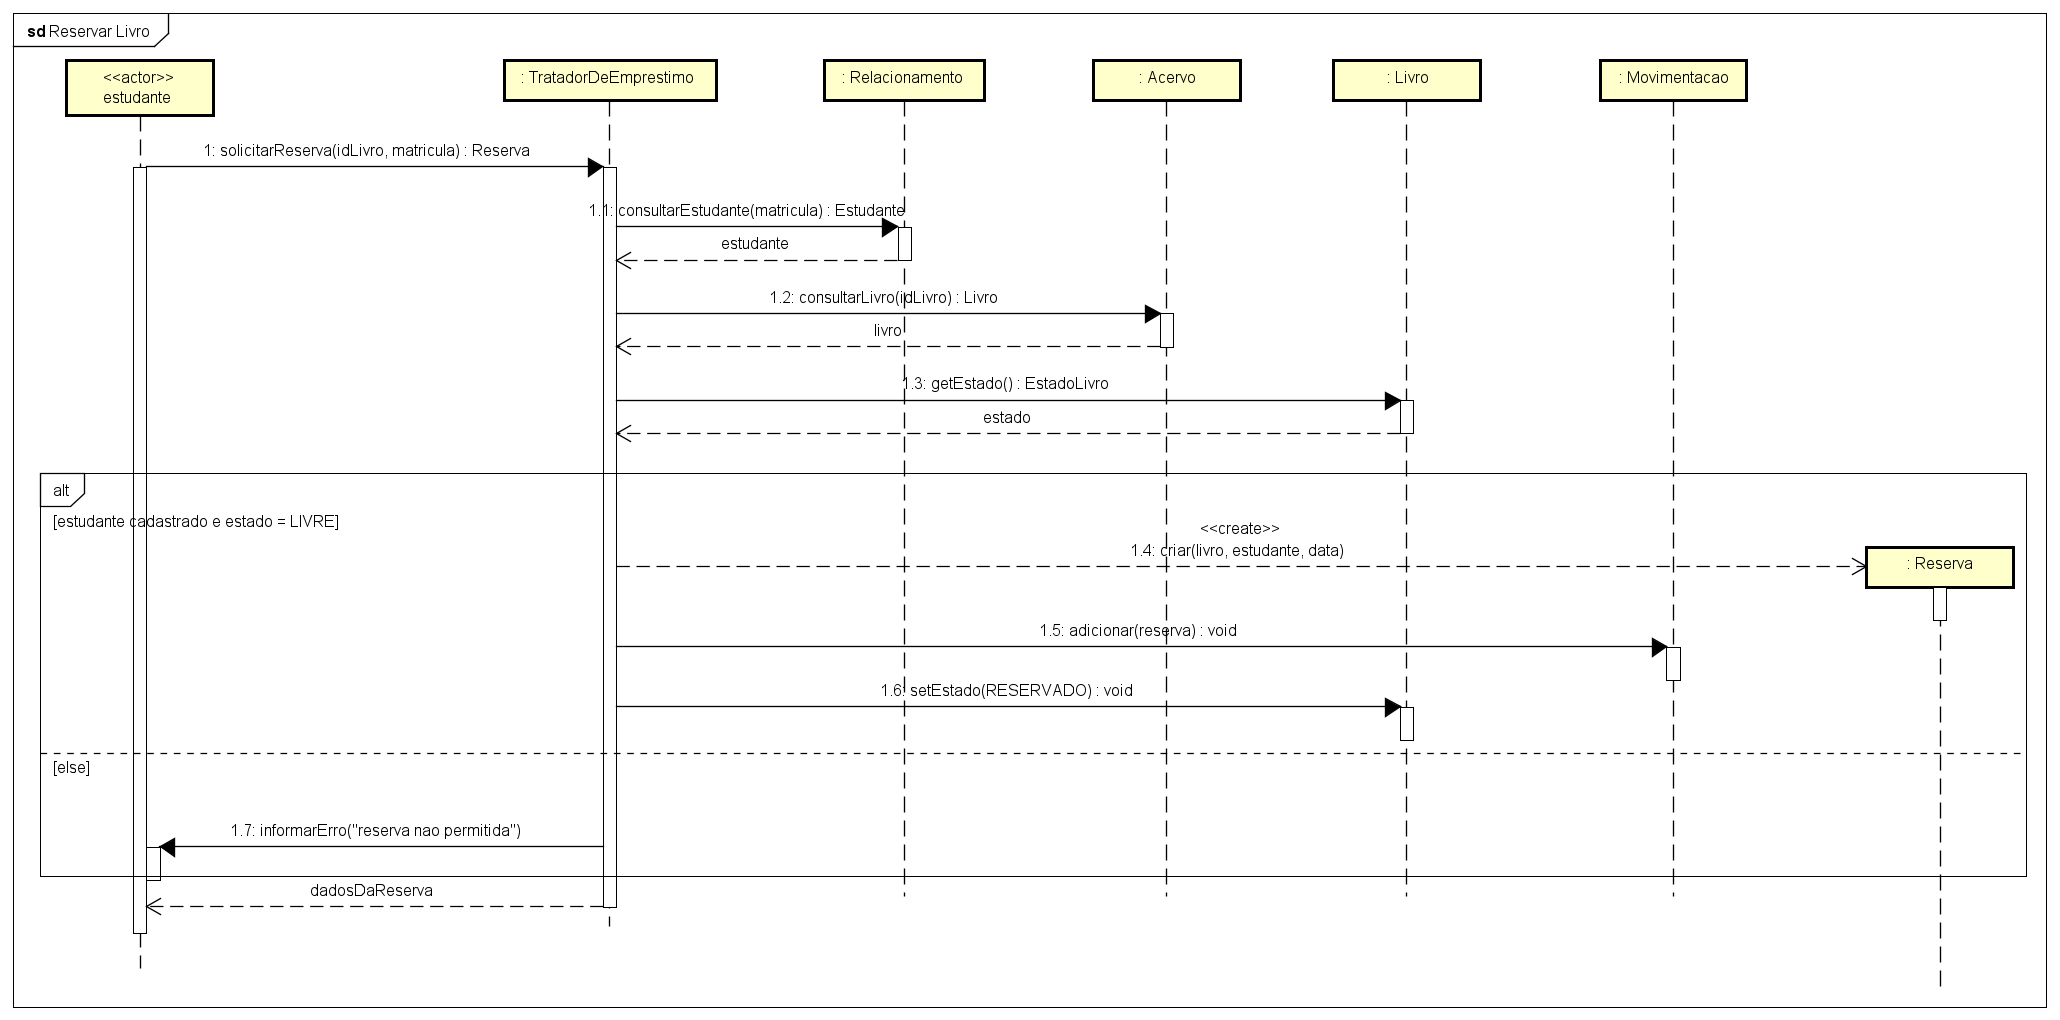 sd Reservar Livro
<<actor>>
estudante
: TratadorDeEmprestimo
: Relacionamento
: Acervo
: Livro
: Movimentacao
1: solicitarReserva(idLivro, matricula) : Reserva
1.1: consultarEstudante(matricula) : Estudante
estudante
1.2: consultarLivro(idLivro) : Livro
livro
1.3: getEstado() : EstadoLivro
estado
alt
[estudante cadastrado e estado = LIVRE]
<<create>>
1.4: criar(livro, estudante, data)
: Reserva
1.5: adicionar(reserva) : void
1.6: setEstado(RESERVADO) : void
[else]
1.7: informarErro("reserva nao permitida")
dadosDaReserva